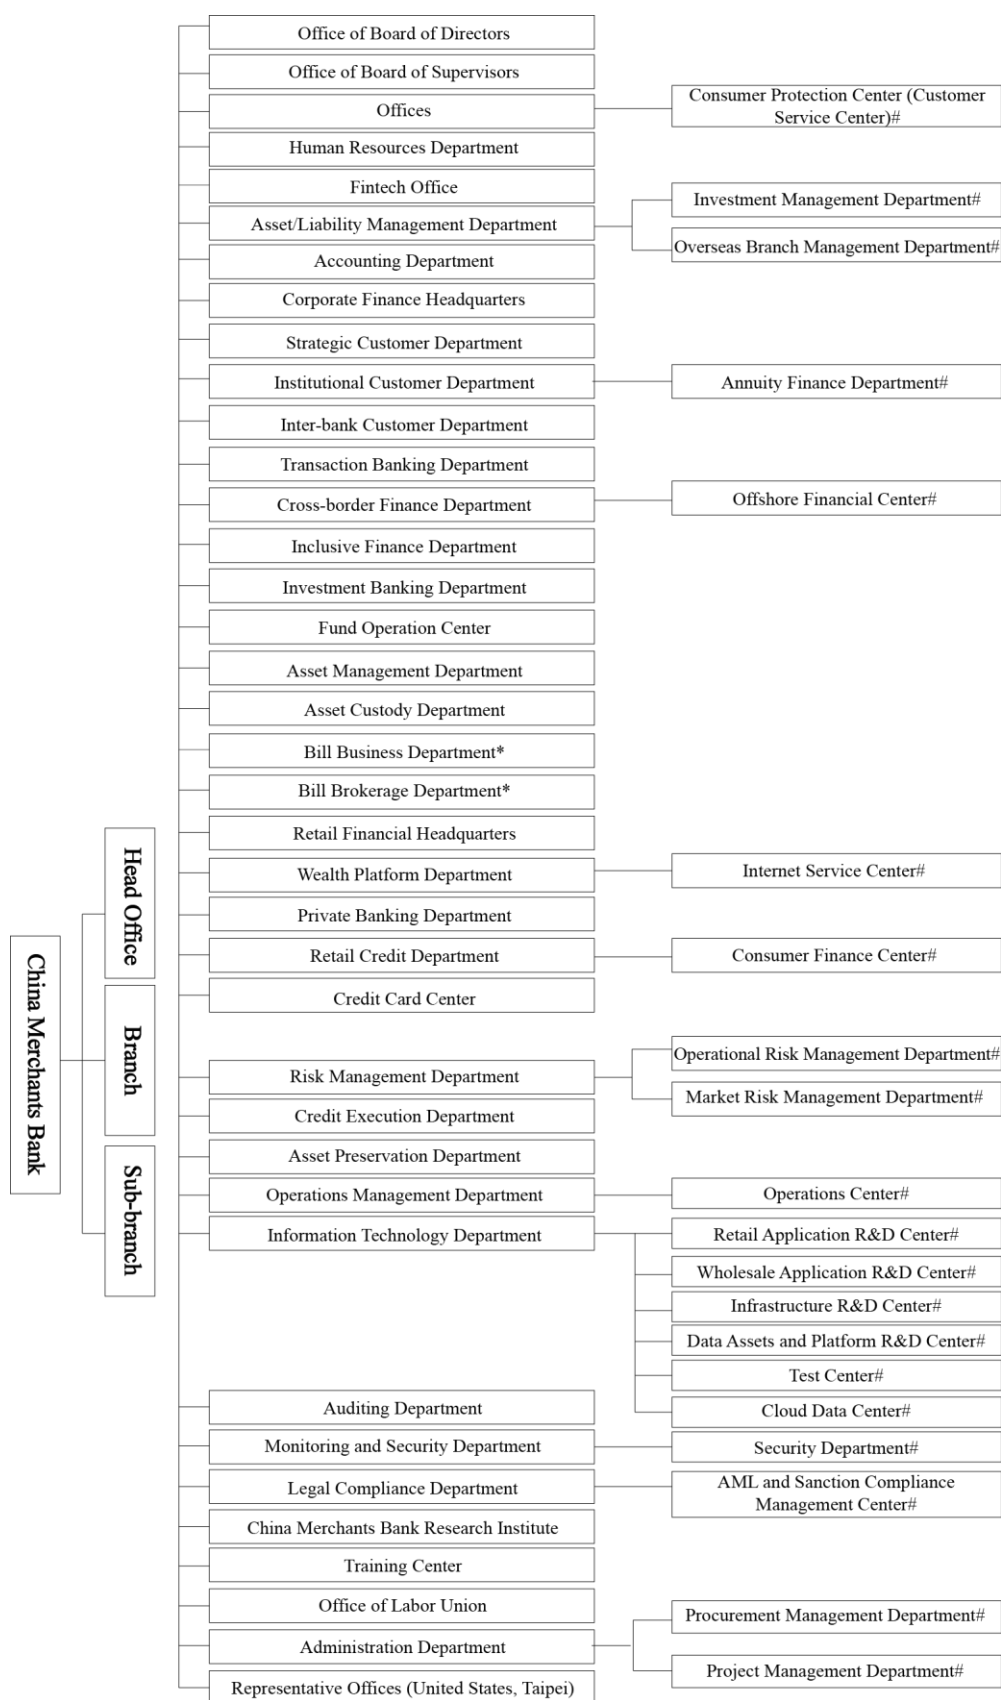 Office of Board of Directors
Office of Board of Supervisors
Offices
Consumer Protection Center (Customer
Service Center)#
Human Resources Department
Fintech Office
Asset/Liability Management Department
Investment Management Department#
Overseas Branch Management Department#
Accounting Department
Corporate Finance Headquarters
Strategic Customer Department
Institutional Customer Department
Annuity Finance Department#
Inter-bank Customer Department
Transaction Banking Department
Cross-border Finance Department
Offshore Financial Center#
Inclusive Finance Department
Investment Banking Department
Fund Operation Center
Asset Management Department
Asset Custody Department
Bill Business Department*
Bill Brokerage Department*
Retail Financial Headquarters
Wealth Platform Department
Internet Service Center#
Private Banking Department
Retail Credit Department
Consumer Finance Center#
Credit Card Center
China Merchants Bank
Head Office
Branch
Sub-branch
Risk Management Department
Operational Risk Management Department#
Market Risk Management Department#
Credit Execution Department
Asset Preservation Department
Operations Management Department
Operations Center#
Information Technology Department
Retail Application R&D Center#
Wholesale Application R&D Center#
Infrastructure R&D Center#
Data Assets and Platform R&D Center#
Test Center#
Cloud Data Center#
Auditing Department
Monitoring and Security Department
Security Department#
Legal Compliance Department
AML and Sanction Compliance
Management Center#
China Merchants Bank Research Institute
Training Center
Office of Labor Union
Administration Department
Procurement Management Department#
Project Management Department#
Representative Offices (United States, Taipei)